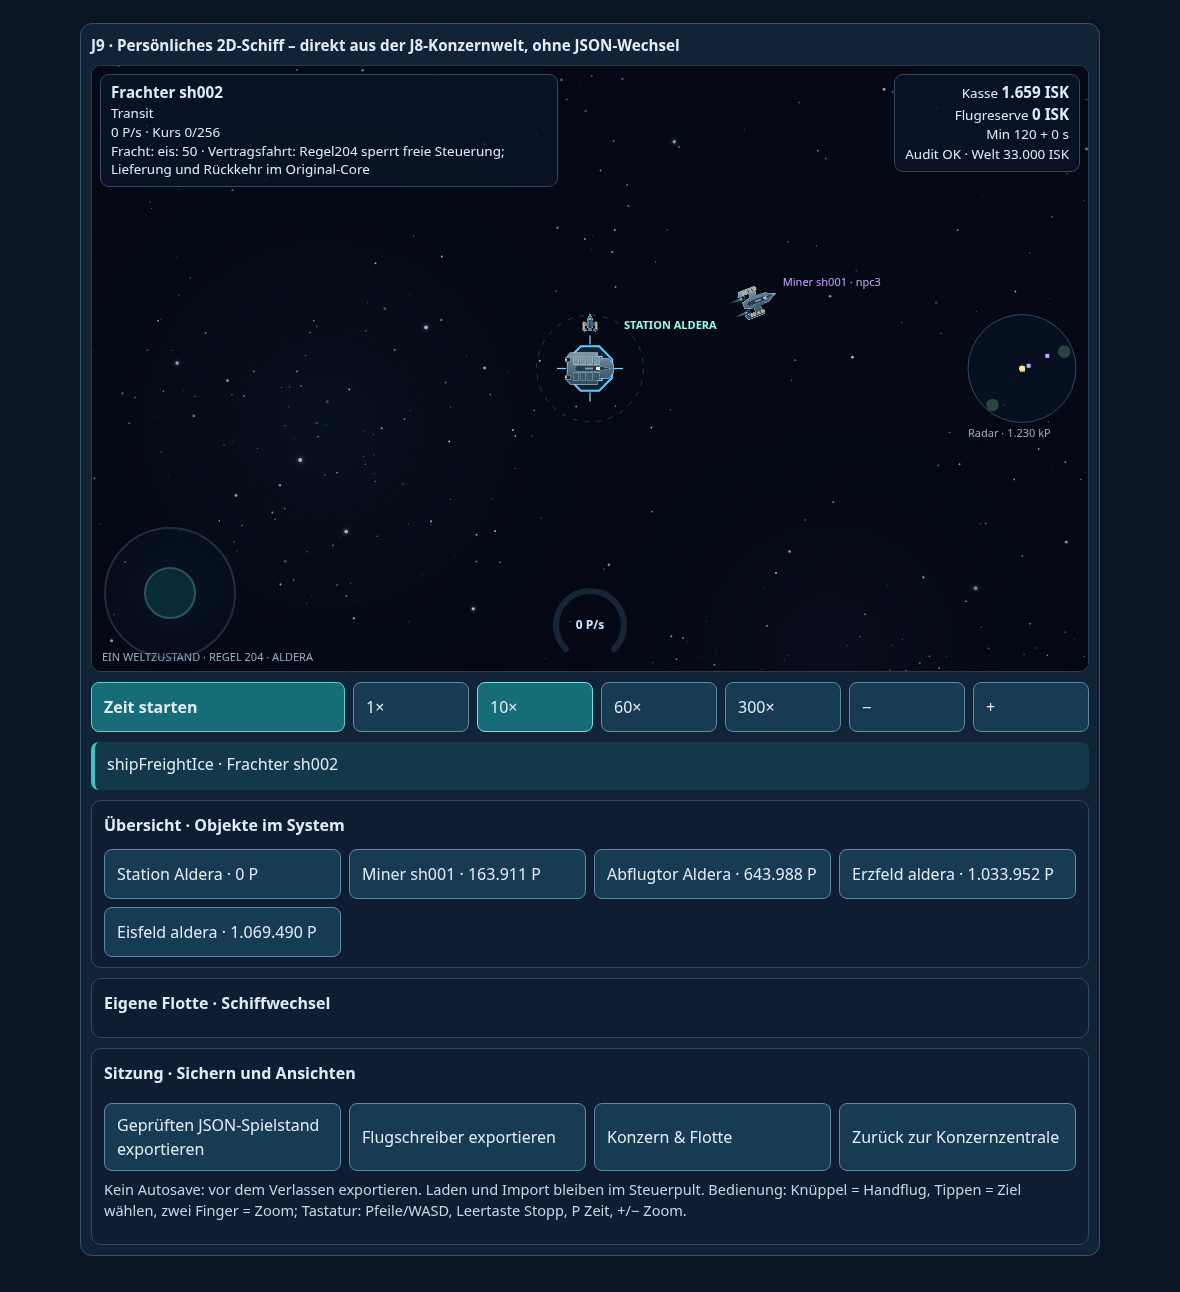 J9 · Persönliches 2D-Schiff – direkt aus der J8-Konzernwelt, ohne JSON-Wechsel
Frachter sh002
Transit
0 P/s · Kurs 0/256
Fracht: eis: 50 · Vertragsfahrt: Regel204 sperrt freie Steuerung;
Lieferung und Rückkehr im Original-Core
Kasse 1.659 ISK
Flugreserve 0 ISK
Min 120 + 0 s
Audit OK · Welt 33.000 ISK
Miner sh001 · npc3
STATION ALDERA
Radar · 1.230 kP
0 P/s
EIN WELTZUSTAND · REGEL 204 · ALDERA
Zeit starten
1×
10×
60×
300×
−
+
shipFreightIce · Frachter sh002
Übersicht · Objekte im System
Station Aldera · 0 P
Miner sh001 · 163.911 P
Abflugtor Aldera · 643.988 P
Erzfeld aldera · 1.033.952 P
Eisfeld aldera · 1.069.490 P
Eigene Flotte · Schiffwechsel
Sitzung · Sichern und Ansichten
Geprüften JSON-Spielstand
exportieren
Flugschreiber exportieren
Konzern & Flotte
Zurück zur Konzernzentrale
Kein Autosave: vor dem Verlassen exportieren. Laden und Import bleiben im Steuerpult. Bedienung: Knüppel = Handflug, Tippen = Ziel
wählen, zwei Finger = Zoom; Tastatur: Pfeile/WASD, Leertaste Stopp, P Zeit, +/− Zoom.